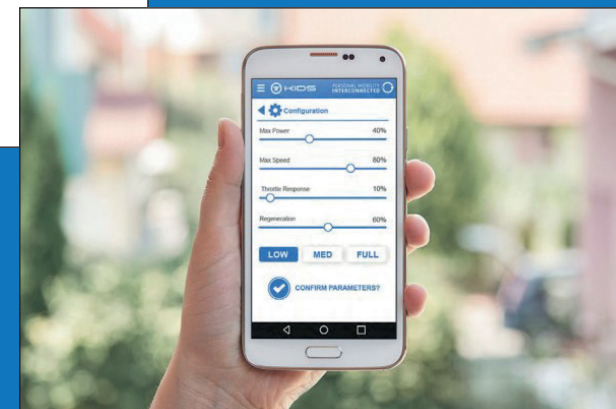 KIDS
PERSONAL MOBILITY
INTERCONNECTED
Configuration
Max Power 40%
Max Speed 80%
Throttle Response 10%
Regeneration 60%
LOW MED FULL
CONFIRM PARAMETERS?